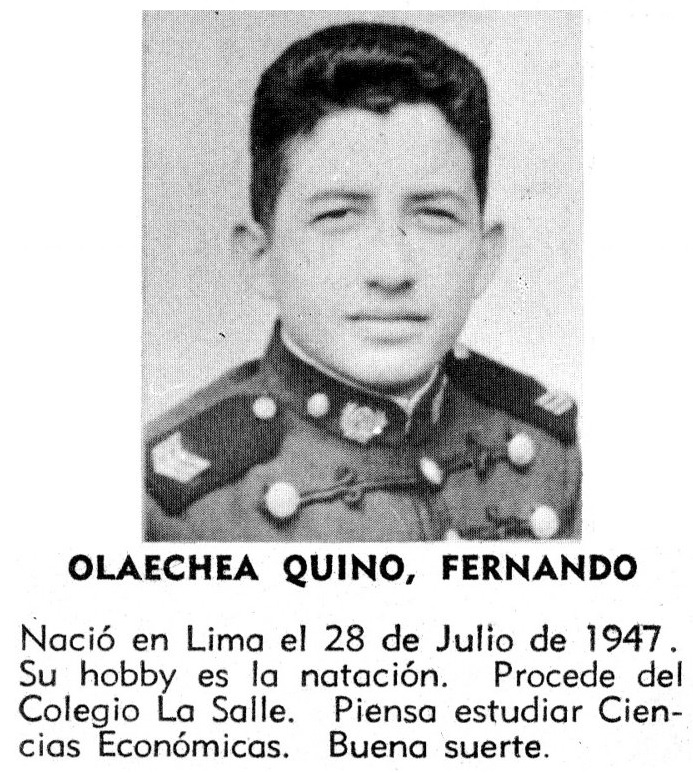 OLAECHEA QUINO, FERNANDO
Nació en Lima el 28 de Julio de 1947.
Su hobby es la natación. Procede del
Colegio La Salle. Piensa estudiar Cien-
cias Económicas. Buena suerte.